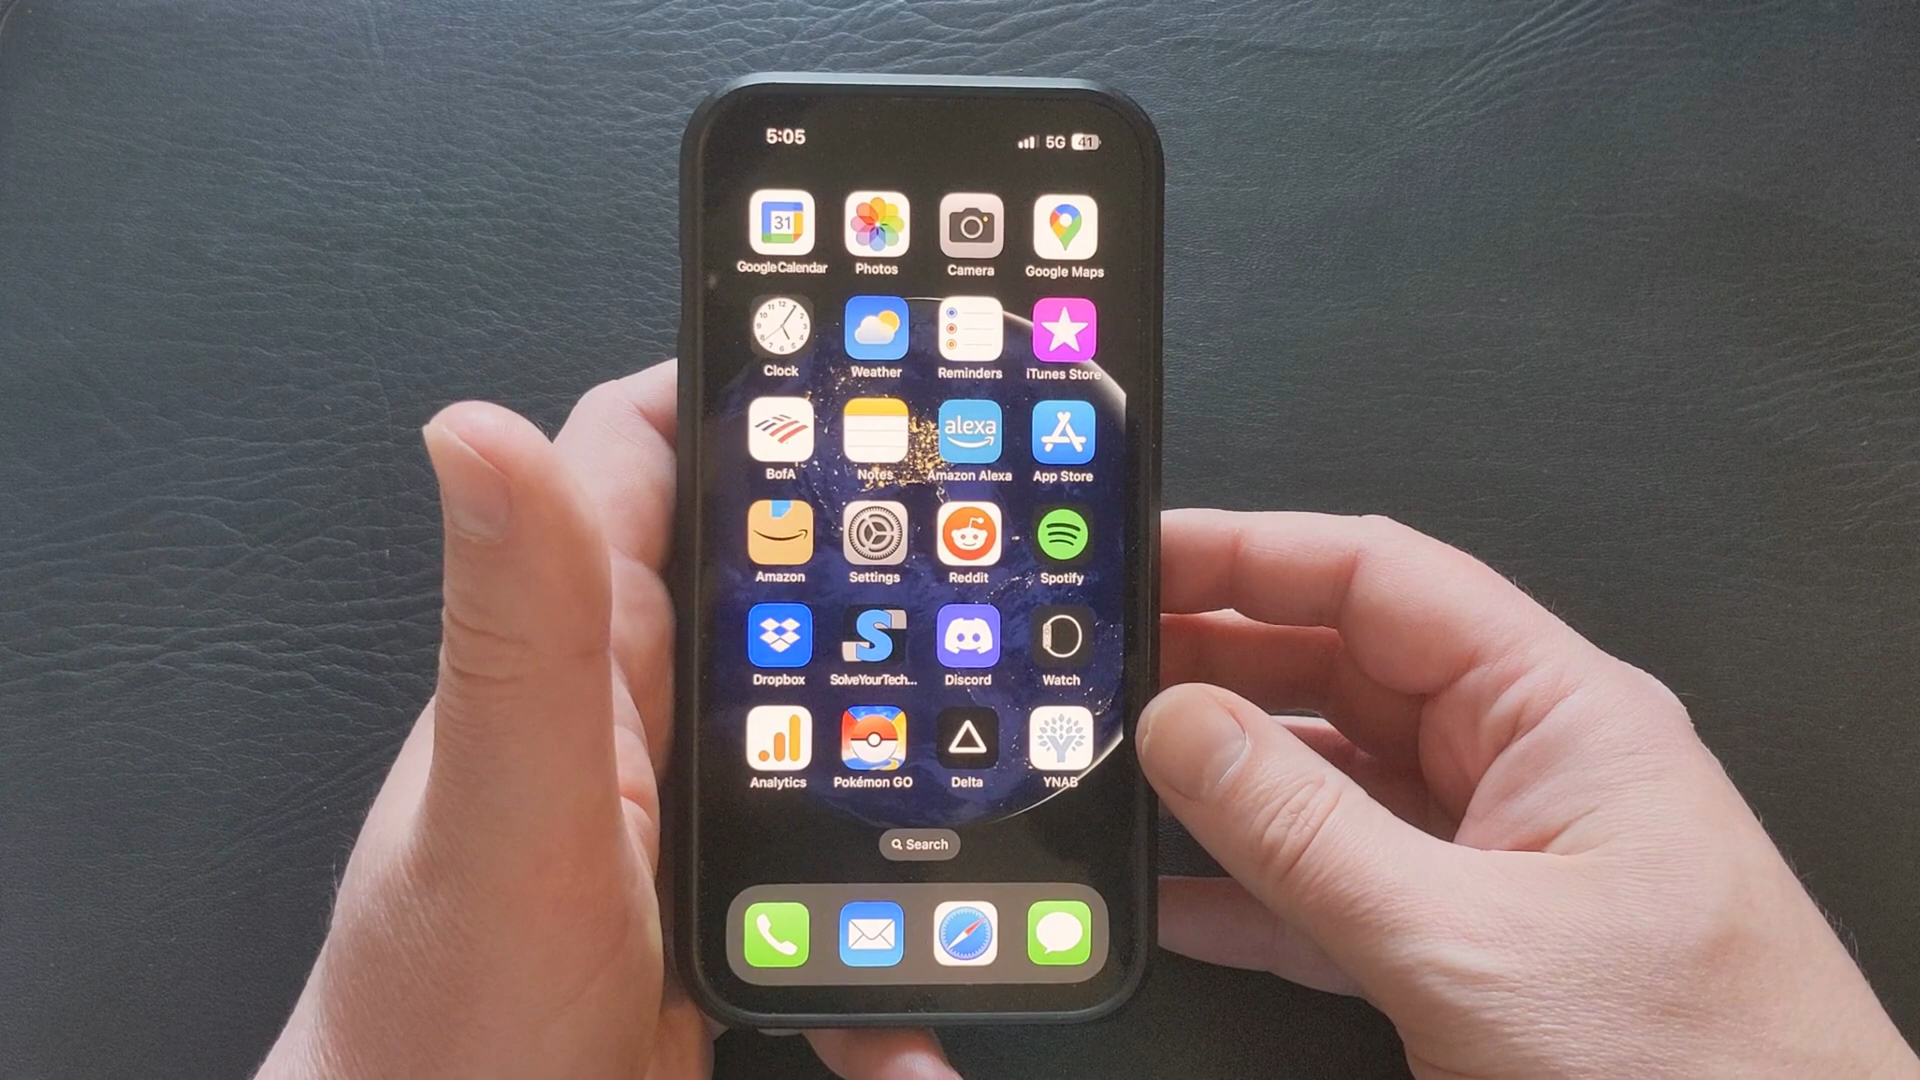 5:05 5G 41
31
Google Calendar Photos Camera Google Maps
Clock Weather Reminders iTunes Store
alexa
BofA Notes Amazon Alexa App Store
Amazon Settings Reddit Spotify
S
Dropbox SolveYourTech... Discord Watch
Analytics Pokémon GO Delta YNAB
Search